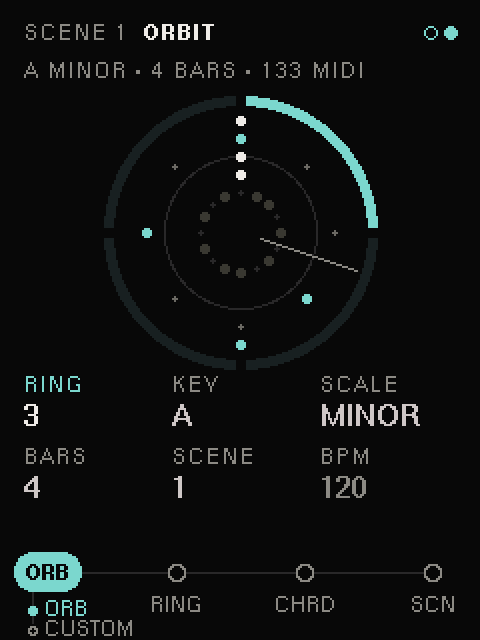 SCENE 1 ORBIT
A MINOR · 4 BARS · 133 MIDI
RING KEY SCALE
3 A MINOR
BARS SCENE BPM
4 1 120
ORB
ORB RING CHRD SCN
CUSTOM